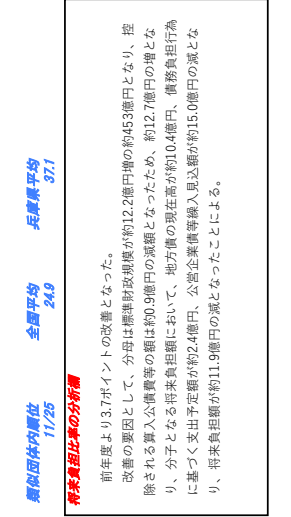 類似団体内順位 全国平均 兵庫県平均
11/25 24.9 37.1
将来負担比率の分析欄
前年度より3.7ポイントの改善となった。
改善の要因として、分母は標準財政規模が約12.2億円増の約453億円となり、控
除される算入公債費等の額は約0.9億円の減額となったため、約12.7億円の増とな
り、分子となる将来負担額において、地方債の現在高が約10.4億円、債務負担行為
に基づく支出予定額が約2.4億円、公営企業債等繰入見込額が約15.0億円の減とな
り、将来負担額が約11.9億円の減となったことによる。